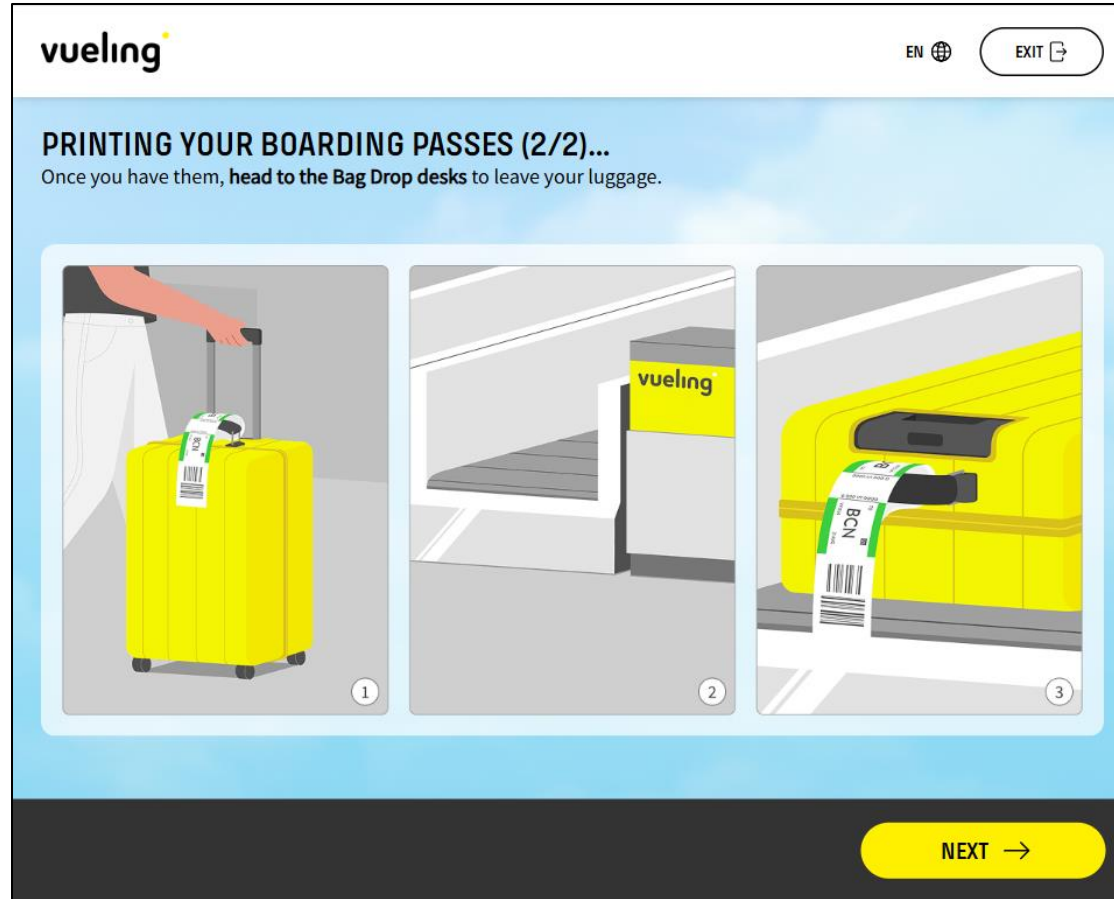 vueling
EN
EXIT
PRINTING YOUR BOARDING PASSES (2/2)...
Once you have them, head to the Bag Drop desks to leave your luggage.
BCN
1
vueling
2
BCN
3
NEXT